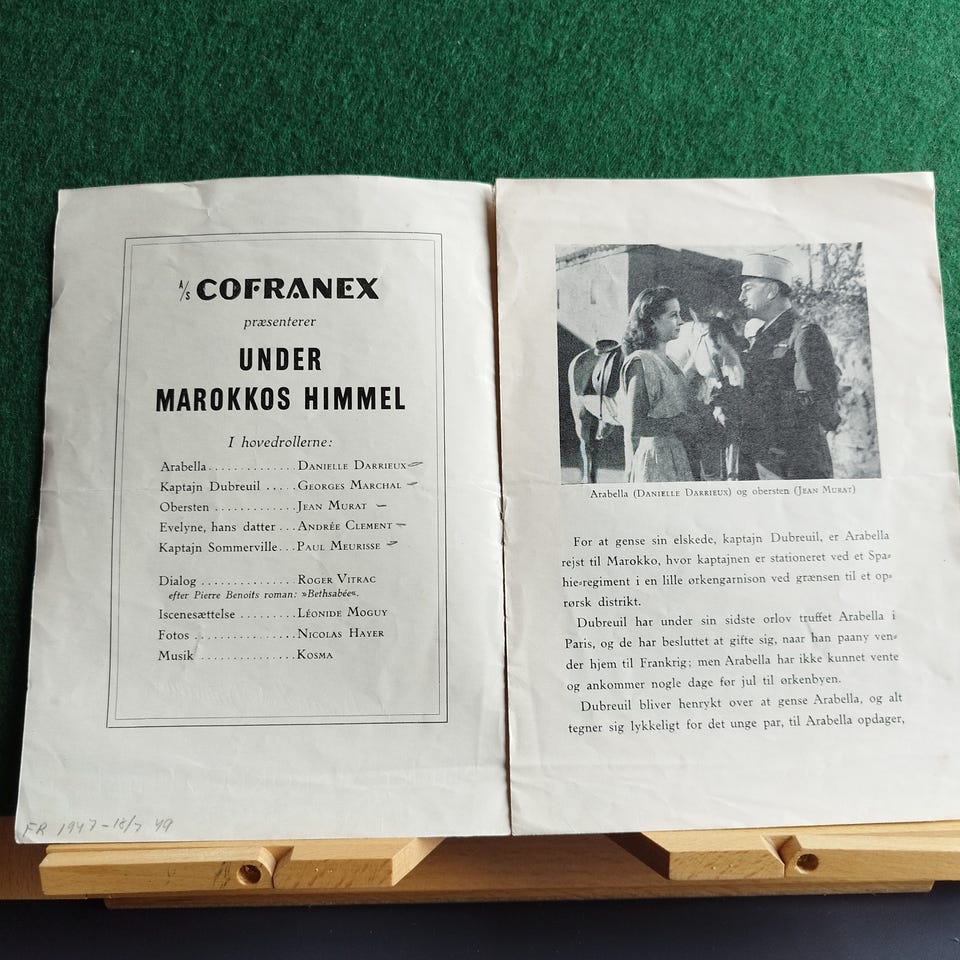 A/S COFRANEX
præsenterer
UNDER
MAROKKOS HIMMEL
I hovedrollerne:
Arabella.............. DANIELLE DARRIEUX
Kaptajn Dubreuil ..... GEORGES MARCHAL
Obersten ............. JEAN MURAT
Evelyne, hans datter ... ANDRÉE CLEMENT
Kaptajn Sommerville... PAUL MEURISSE
Dialog ............... ROGER VITRAC
efter Pierre Benoits roman: »Bethsabée«.
Iscenesættelse ......... LÉONIDE MOGUY
Fotos ................ NICOLAS HAYER
Musik ............... KOSMA
FR 1947-18/7 49
Arabella (DANIELLE DARRIEUX) og obersten (JEAN MURAT)
For at gense sin elskede, kaptajn Dubreuil, er Arabella
rejst til Marokko, hvor kaptajnen er stationeret ved et Spa-
hie-regiment i en lille ørkengarnison ved grænsen til et op-
rørsk distrikt.
Dubreuil har under sin sidste orlov truffet Arabella i
Paris, og de har besluttet at gifte sig, naar han paany ven-
der hjem til Frankrig; men Arabella har ikke kunnet vente
og ankommer nogle dage før jul til ørkenbyen.
Dubreuil bliver henrykt over at gense Arabella, og alt
tegner sig lykkeligt for det unge par, til Arabella opdager,